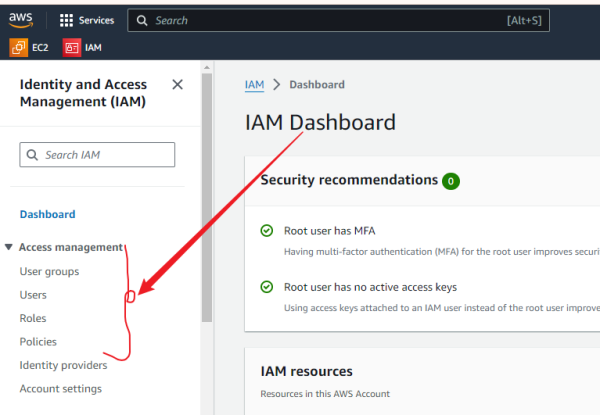 aws
Services
Search
[Alt+S]
EC2
IAM
Identity and Access
Management (IAM)
Search IAM
Dashboard
Access management
User groups
Users
Roles
Policies
Identity providers
Account settings
IAM
Dashboard
IAM Dashboard
Security recommendations 0
Root user has MFA
Having multi-factor authentication (MFA) for the root user improves securi
Root user has no active access keys
Using access keys attached to an IAM user instead of the root user improve
IAM resources
Resources in this AWS Account